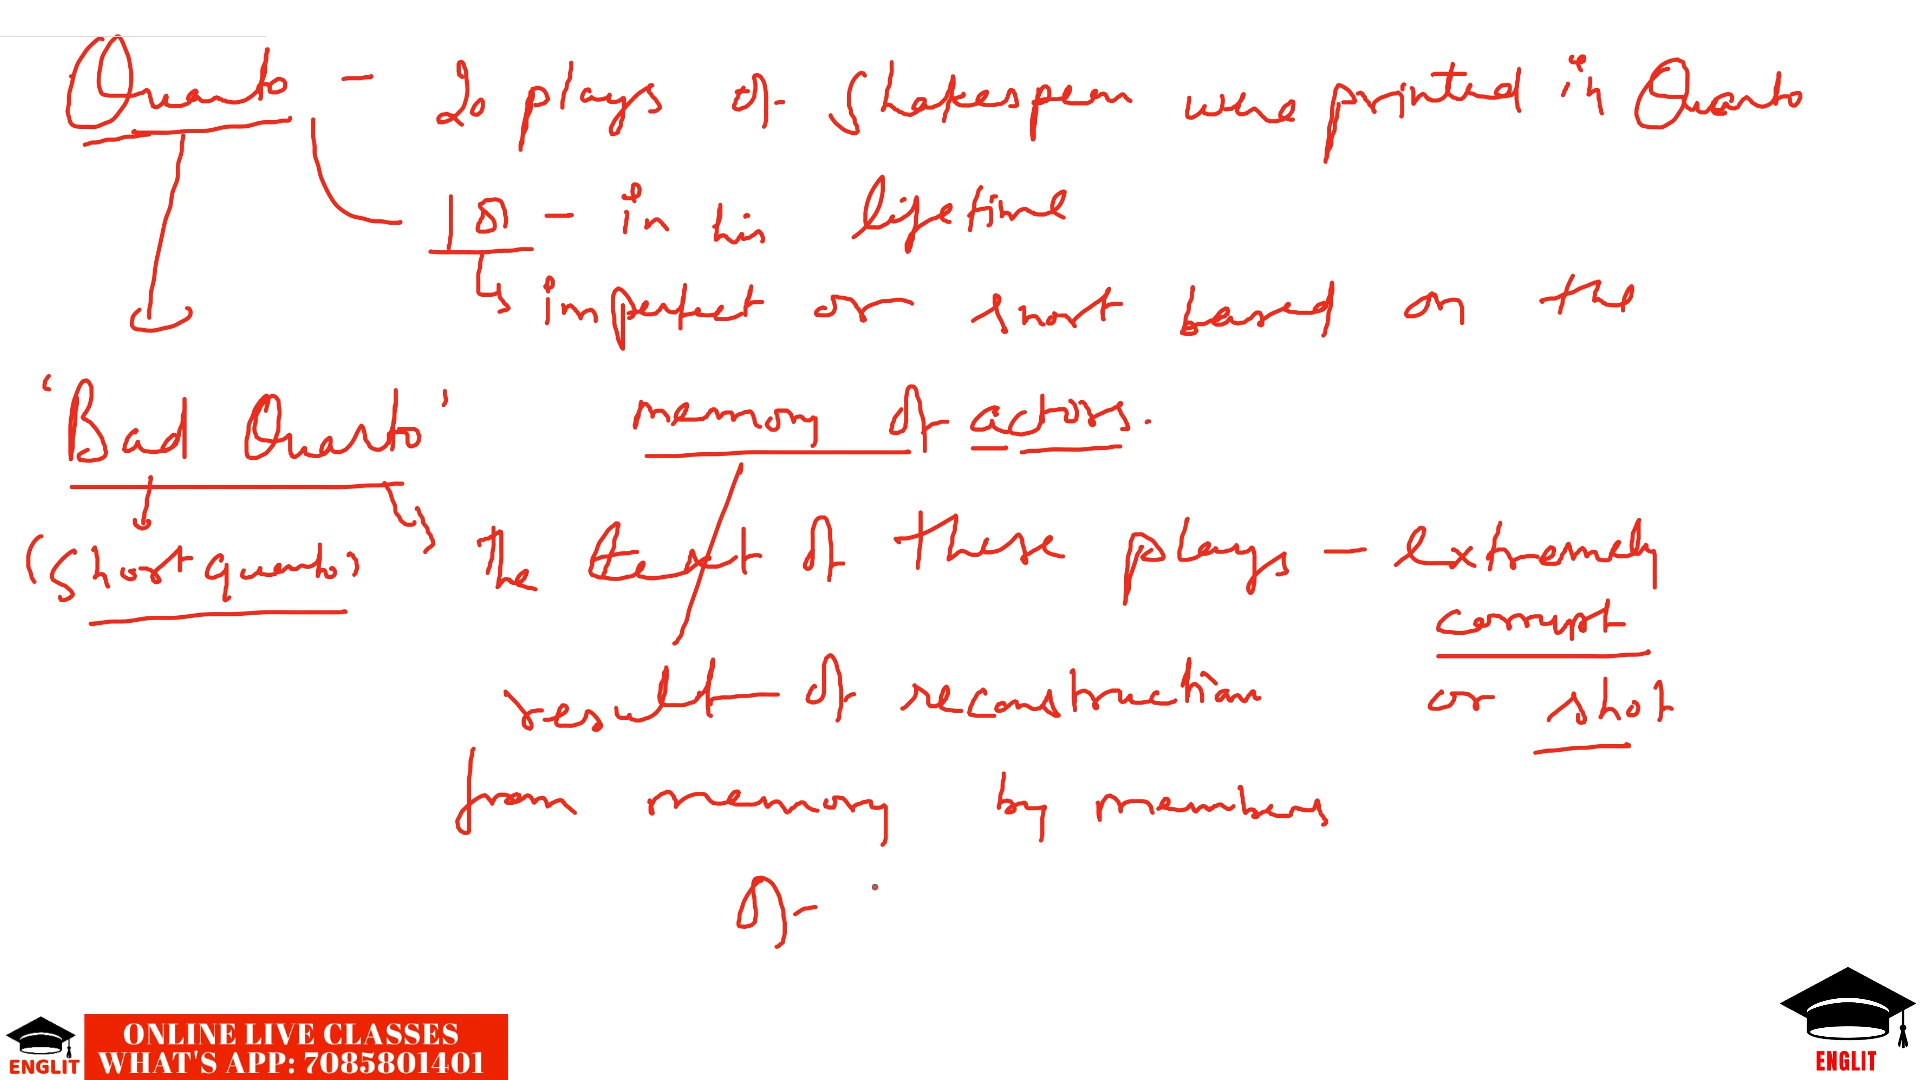 Quarto - 20 plays of Shakespear were printed in Quarto
18 - in his lifetime
imperfect or short based on the
memory of actors.
'Bad Quarto'
(short quarto)
The text of these plays - extremely
corrupt
or shot
result of reconstruction
from memory by members
of
ONLINE LIVE CLASSES
WHAT'S APP: 7085801401
ENGLIT
ENGLIT